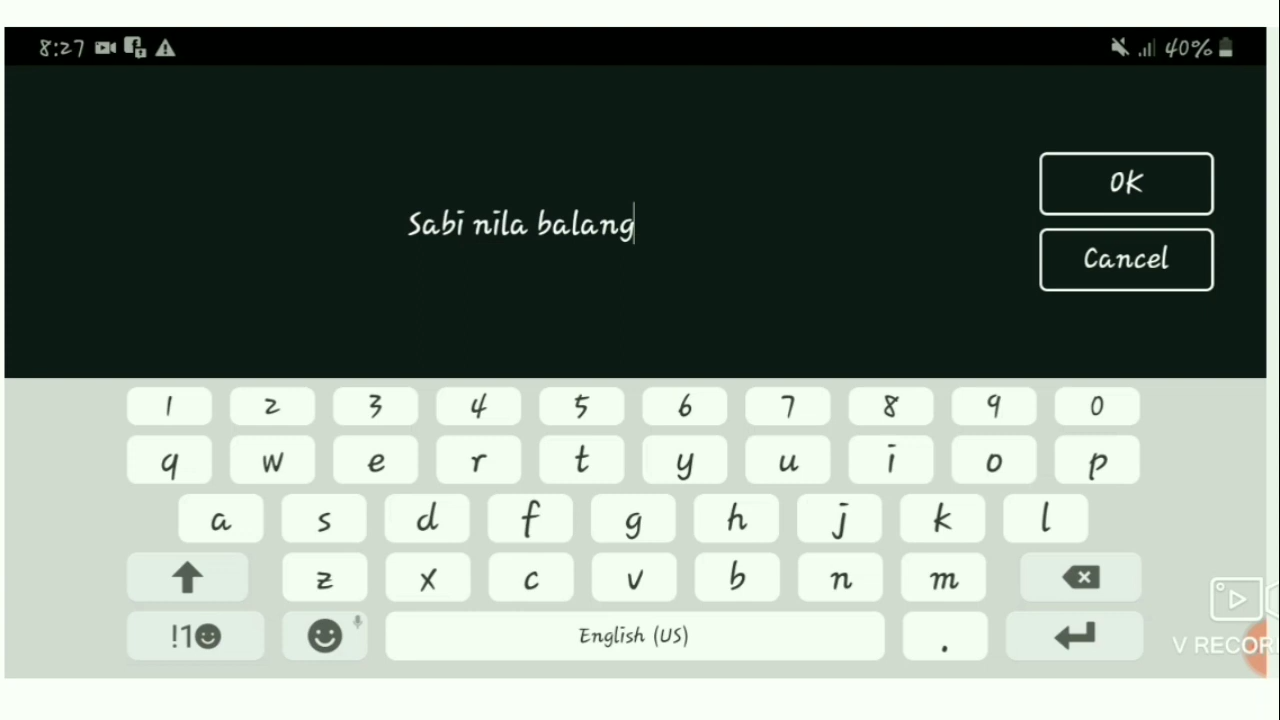 8:27
40%
Sabi nila balang
OK
Cancel
1 2 3 4 5 6 7 8 9 0
q w e r t y u i o p
a s d f g h j k l
z x c v b n m
!1
English (US)
.
V RECOR